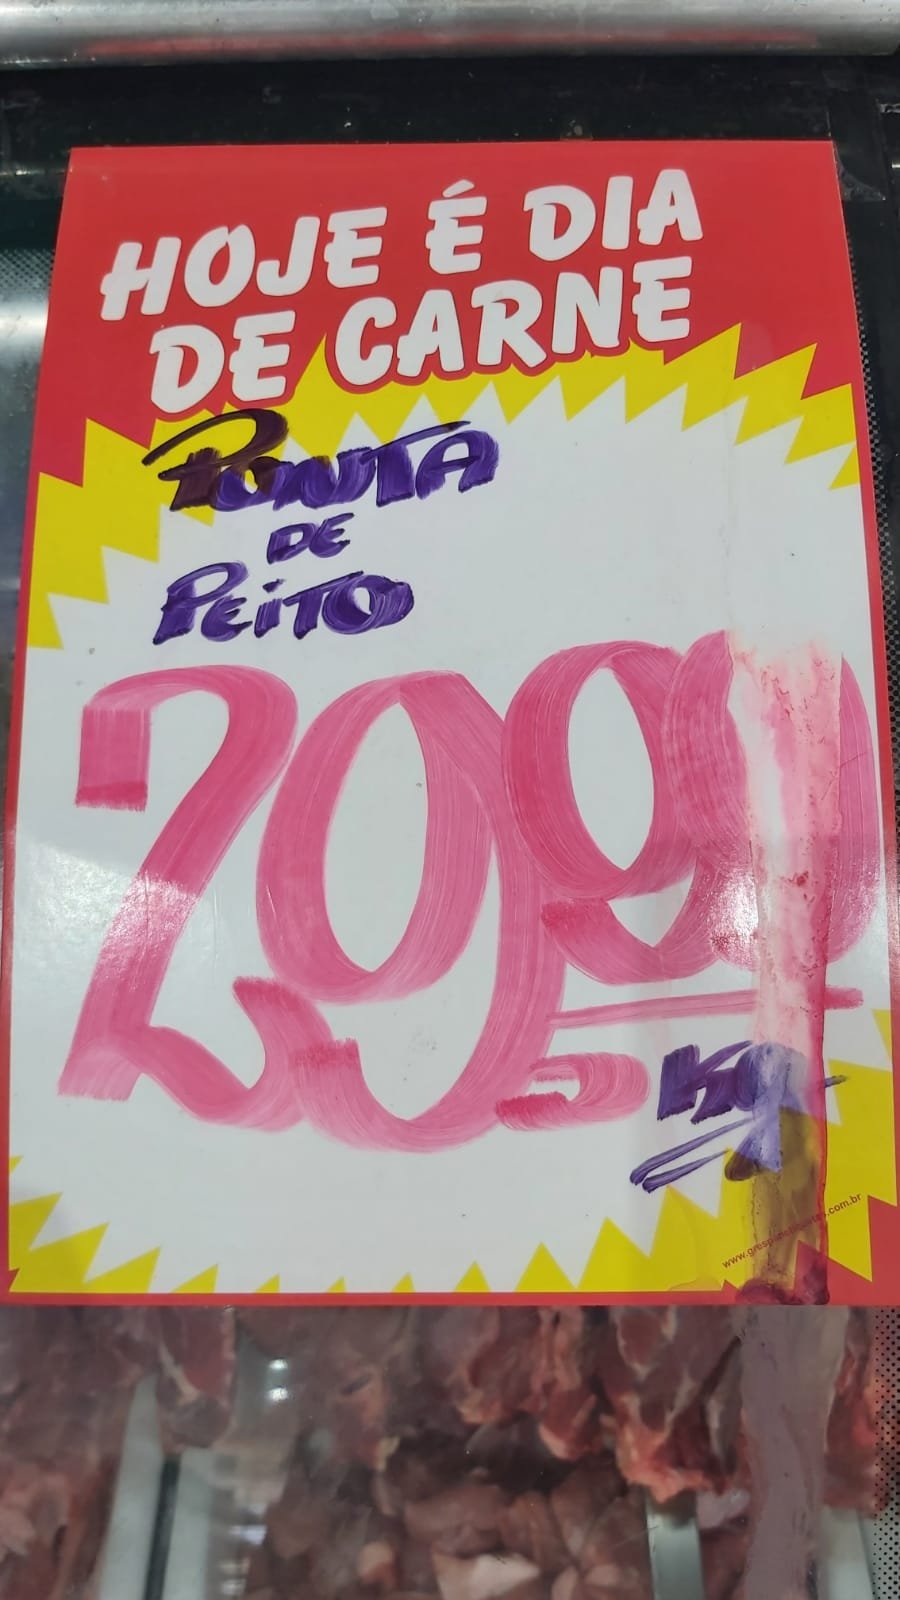 HOJE É DIA
DE CARNE
PONTA
DE
PEITO
29,99
Kg